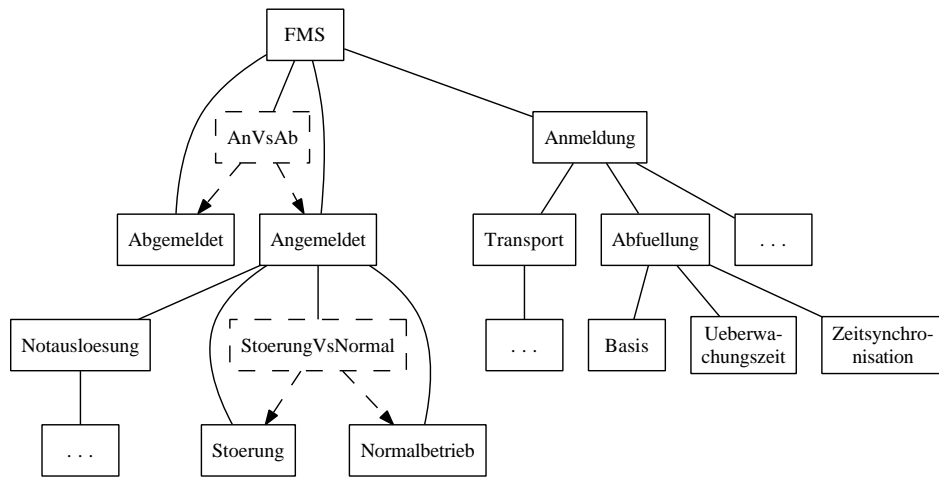 FMS
AnVsAb
Anmeldung
Abgemeldet
Angemeldet
Transport
Abfuellung
. . .
Notausloesung
StoerungVsNormal
. . .
Basis
Ueberwa-
chungszeit
Zeitsynchro-
nisation
. . .
Stoerung
Normalbetrieb